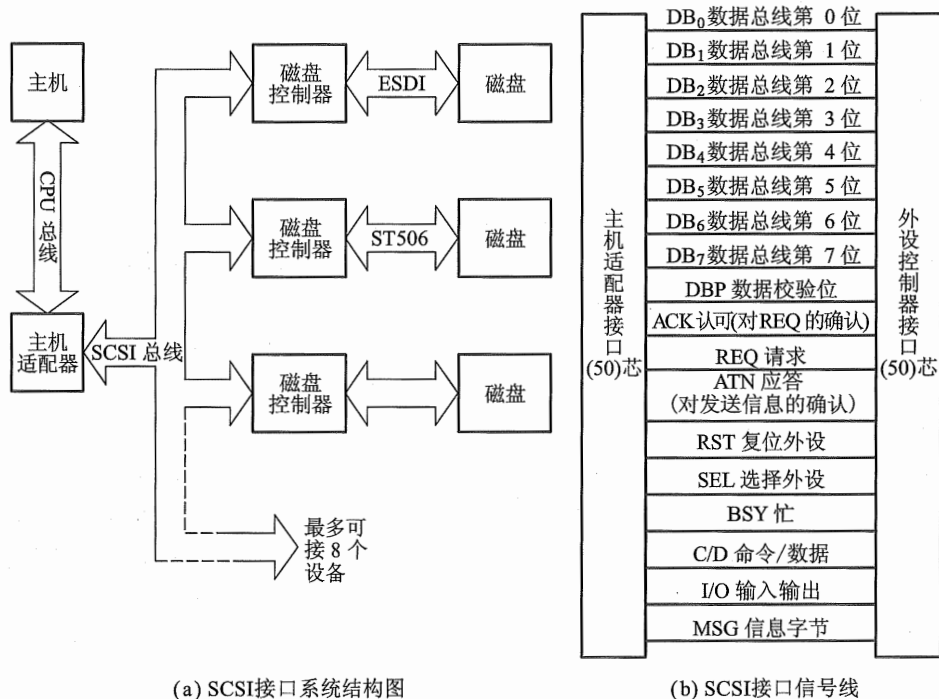 主机
CPU 总线
主机
适配器
SCSI 总线
磁盘
控制器
ESDI
磁盘
磁盘
控制器
ST506
磁盘
磁盘
控制器
磁盘
最多可
接 8 个
设备
(a) SCSI接口系统结构图
主机适配器接口
(50)芯
DB₀数据总线第 0 位
DB₁数据总线第 1 位
DB₂数据总线第 2 位
DB₃数据总线第 3 位
DB₄数据总线第 4 位
DB₅数据总线第 5 位
DB₆数据总线第 6 位
DB₇数据总线第 7 位
DBP 数据校验位
ACK 认可(对 REQ 的确认)
REQ 请求
ATN 应答
(对发送信息的确认)
RST 复位外设
SEL 选择外设
BSY 忙
C/D 命令/数据
I/O 输入输出
MSG 信息字节
外设控制器接口
(50)芯
(b) SCSI接口信号线